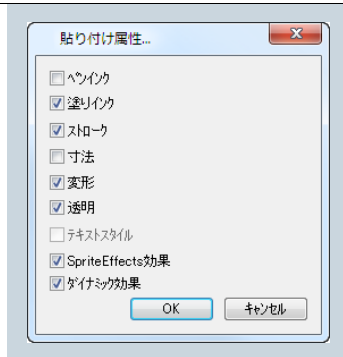 貼り付け属性...
ペンインク
塗りインク
ストローク
寸法
変形
透明
テキストスタイル
SpriteEffects効果
ダイナミック効果
OK キャンセル